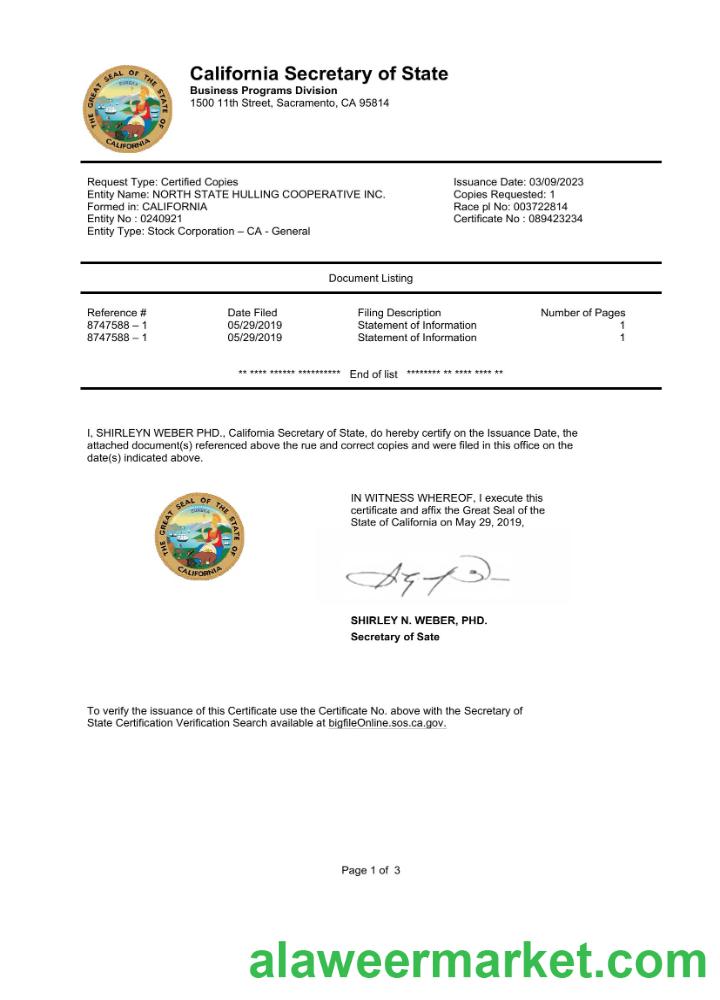 THE GREAT SEAL OF THE STATE OF CALIFORNIA
EUREKA
California Secretary of State
Business Programs Division
1500 11th Street, Sacramento, CA 95814
Request Type: Certified Copies
Entity Name: NORTH STATE HULLING COOPERATIVE INC.
Formed in: CALIFORNIA
Entity No : 0240921
Entity Type: Stock Corporation – CA - General
Issuance Date: 03/09/2023
Copies Requested: 1
Race pl No: 003722814
Certificate No : 089423234
Document Listing
Reference # Date Filed Filing Description Number of Pages
8747588 – 1 05/29/2019 Statement of Information 1
8747588 – 1 05/29/2019 Statement of Information 1
** **** ****** ********** End of list ******** ** **** **** **
I, SHIRLEYN WEBER PHD., California Secretary of State, do hereby certify on the Issuance Date, the
attached document(s) referenced above the rue and correct copies and were filed in this office on the
date(s) indicated above.
THE GREAT SEAL OF THE STATE OF CALIFORNIA
EUREKA
IN WITNESS WHEREOF, I execute this
certificate and affix the Great Seal of the
State of California on May 29, 2019,
SHIRLEY N. WEBER, PHD.
Secretary of Sate
To verify the issuance of this Certificate use the Certificate No. above with the Secretary of
State Certification Verification Search available at bigfileOnline.sos.ca.gov.
Page 1 of 3
alaweermarket.com